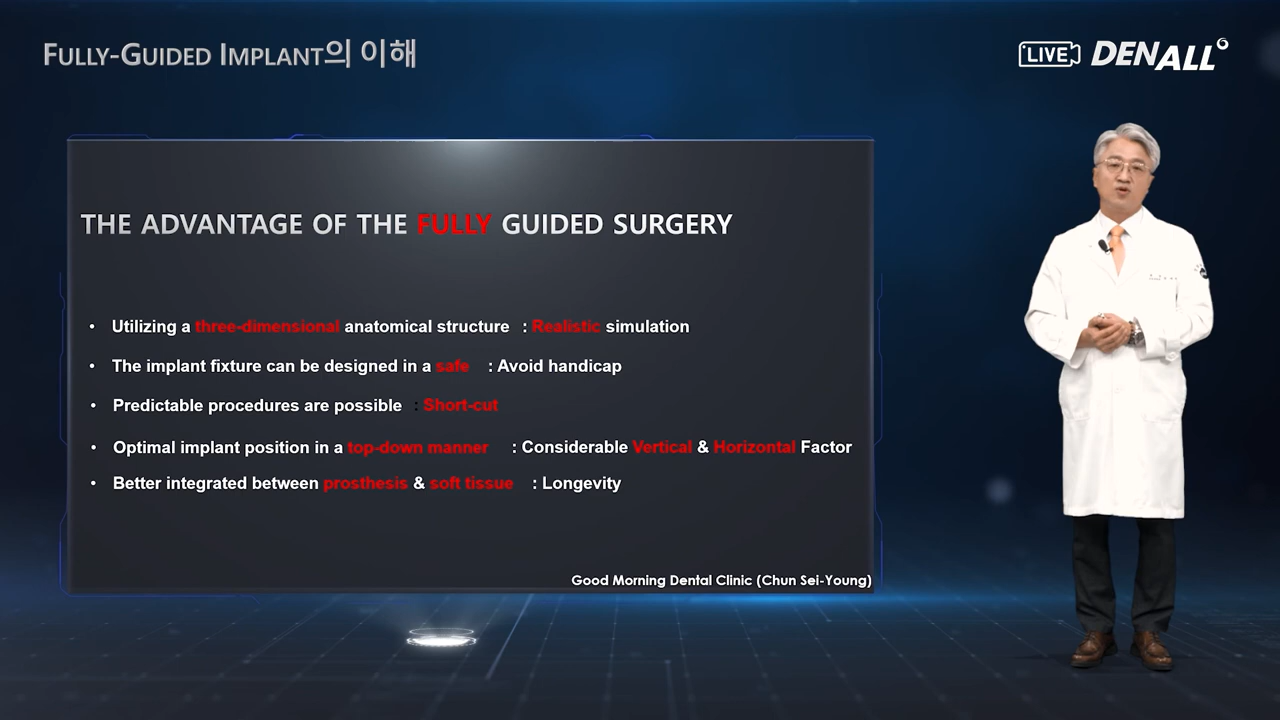 FULLY-GUIDED IMPLANT의 이해
LIVE DENALL
THE ADVANTAGE OF THE FULLY GUIDED SURGERY
• Utilizing a three-dimensional anatomical structure : Realistic simulation
• The implant fixture can be designed in a safe : Avoid handicap
• Predictable procedures are possible : Short-cut
• Optimal implant position in a top-down manner : Considerable Vertical & Horizontal Factor
• Better integrated between prosthesis & soft tissue : Longevity
Good Morning Dental Clinic (Chun Sei-Young)